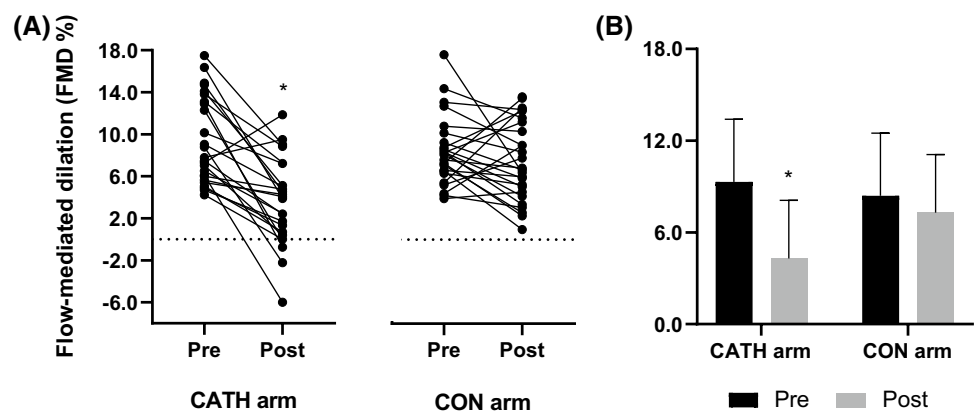 (A)
Flow-mediated dilation (FMD %)
18.0
14.0
10.0
6.0
2.0
-2.0
-6.0
*
Pre Post
CATH arm
Pre Post
CON arm
(B)
18.0
12.0
6.0
0.0
*
CATH arm CON arm
Pre Post